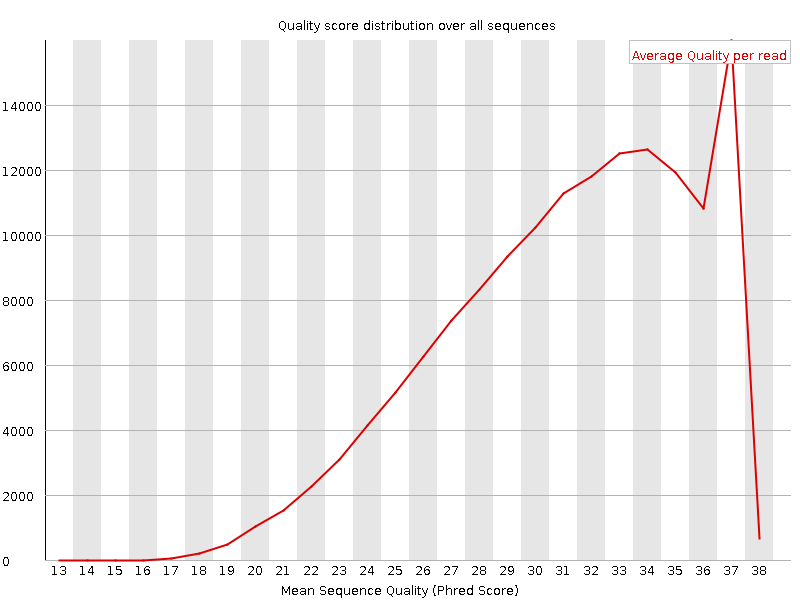 Quality score distribution over all sequences
Average Quality per read
14000
12000
10000
8000
6000
4000
2000
0
13 14 15 16 17 18 19 20 21 22 23 24 25 26 27 28 29 30 31 32 33 34 35 36 37 38
Mean Sequence Quality (Phred Score)